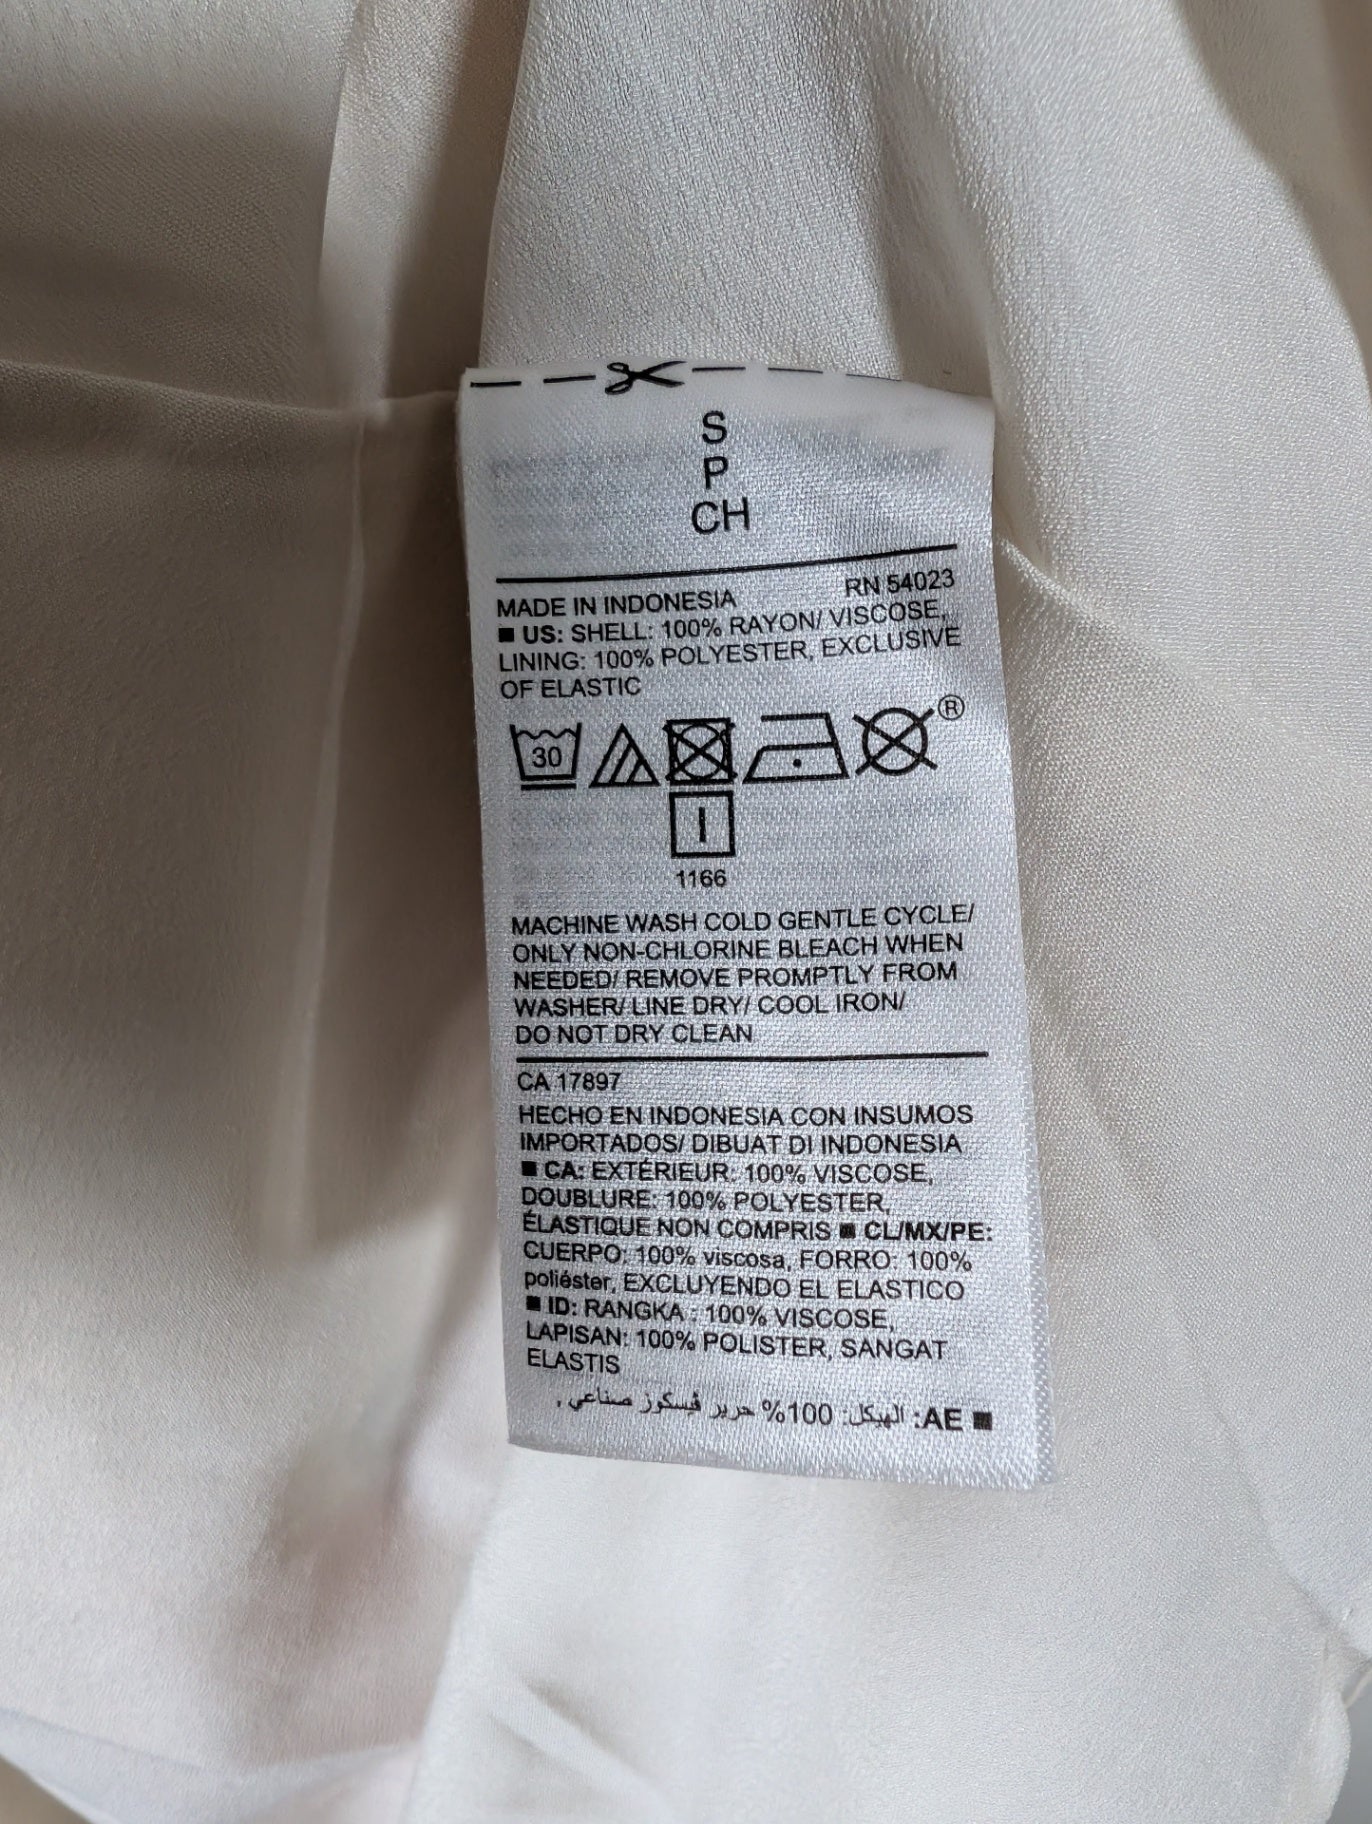 S
P
CH
MADE IN INDONESIA RN 54023
■ US: SHELL: 100% RAYON/ VISCOSE,
LINING: 100% POLYESTER, EXCLUSIVE
OF ELASTIC
30 ®
1166
MACHINE WASH COLD GENTLE CYCLE/
ONLY NON-CHLORINE BLEACH WHEN
NEEDED/ REMOVE PROMPTLY FROM
WASHER/ LINE DRY/ COOL IRON/
DO NOT DRY CLEAN
CA 17897
HECHO EN INDONESIA CON INSUMOS
IMPORTADOS/ DIBUAT DI INDONESIA
■ CA: EXTÉRIEUR: 100% VISCOSE,
DOUBLURE: 100% POLYESTER,
ÉLASTIQUE NON COMPRIS ■ CL/MX/PE:
CUERPO: 100% viscosa, FORRO: 100%
poliéster, EXCLUYENDO EL ELASTICO
■ ID: RANGKA : 100% VISCOSE,
LAPISAN: 100% POLISTER, SANGAT
ELASTIS
■ AE: الهيكل: 100% حرير ڤيسكوز صناعي ,